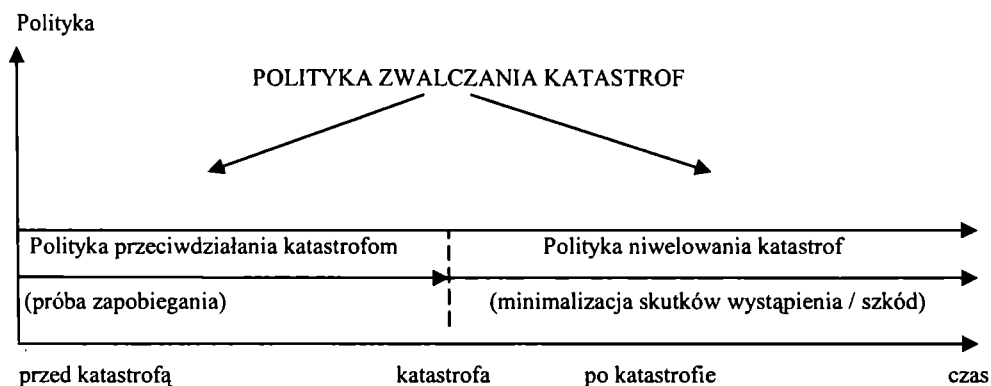 Polityka
POLITYKA ZWALCZANIA KATASTROF
Polityka przeciwdziałania katastrofom Polityka niwelowania katastrof
(próba zapobiegania) (minimalizacja skutków wystąpienia / szkód)
przed katastrofą katastrofa po katastrofie czas